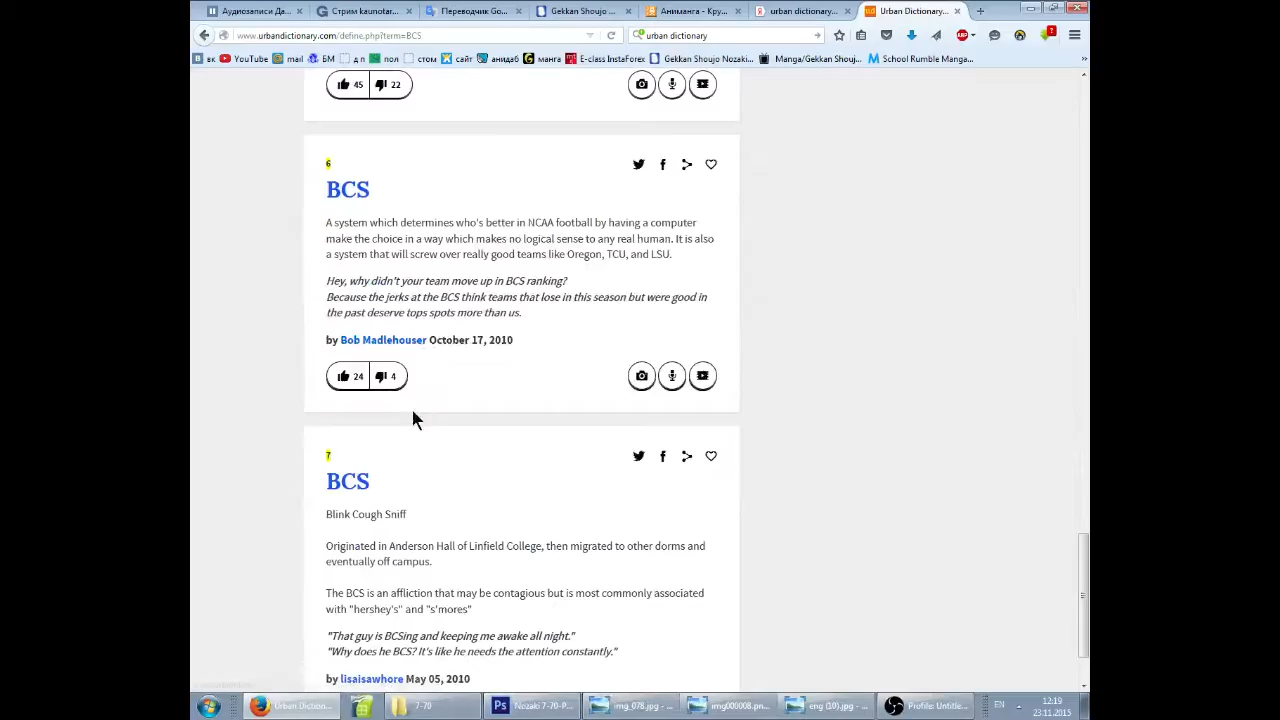 Аудиозаписи Да...
Стрим kaunotar...
Переводчик Go...
Gekkan Shoujo ...
Аниманга - Кру...
urban dictionary...
Urban Dictionary...
www.urbandictionary.com/define.php?term=BCS
urban dictionary
7
вк
YouTube
mail
БМ
д п
пол
стом
сайт
анидаб
манга
E-class InstaForex
Gekkan Shoujo Nozaki...
Manga/Gekkan Shouj...
School Rumble Manga...
45
22
6
BCS
A system which determines who's better in NCAA football by having a computer
make the choice in a way which makes no logical sense to any real human. It is also
a system that will screw over really good teams like Oregon, TCU, and LSU.
Hey, why didn't your team move up in BCS ranking?
Because the jerks at the BCS think teams that lose in this season but were good in
the past deserve tops spots more than us.
by Bob Madlehouser October 17, 2010
24
4
7
BCS
Blink Cough Sniff
Originated in Anderson Hall of Linfield College, then migrated to other dorms and
eventually off campus.
The BCS is an affliction that may be contagious but is most commonly associated
with "hershey's" and "s'mores"
"That guy is BCSing and keeping me awake all night."
"Why does he BCS? It's like he needs the attention constantly."
by lisaisawhore May 05, 2010
Urban Diction...
7-70
Ps
Nozaki 7-70-P...
img_078.jpg - ...
img000008.pn...
eng (10).jpg - ...
Profile: Untitle...
EN
12:19
23.11.2015